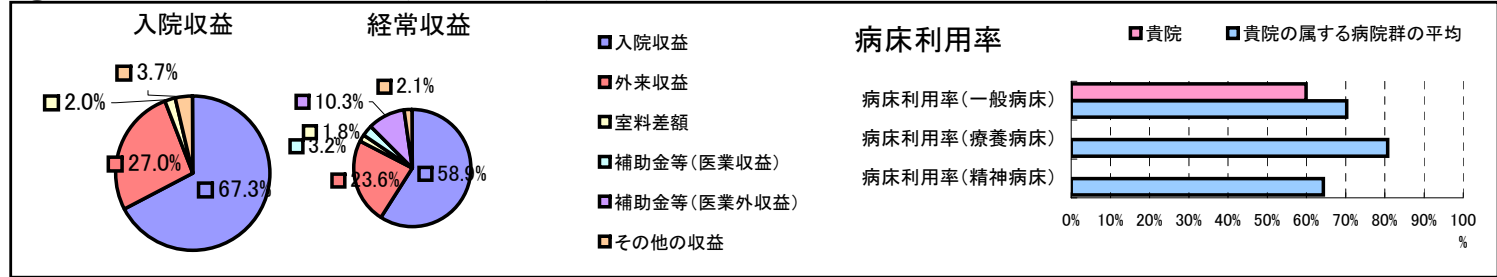 入院収益
3.7%
2.0%
27.0%
67.3%
経常収益
2.1%
10.3%
1.8%
3.2%
23.6%
58.9%
入院収益
外来収益
室料差額
補助金等(医業収益)
補助金等(医業外収益)
その他の収益
病床利用率
貴院 貴院の属する病院群の平均
病床利用率(一般病床)
病床利用率(療養病床)
病床利用率(精神病床)
0% 10% 20% 30% 40% 50% 60% 70% 80% 90% 100
%